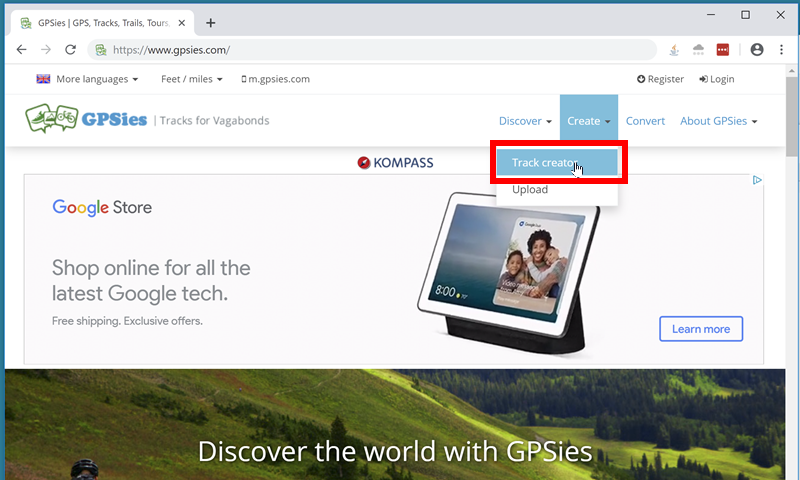 GPSies | GPS, Tracks, Trails, Tours
https://www.gpsies.com/
More languages Feet / miles m.gpsies.com Register Login
GPSies | Tracks for Vagabonds Discover Create Convert About GPSies
Track creator
KOMPASS
Upload
Google Store
Shop online for all the
latest Google tech.
Free shipping. Exclusive offers.
8:00
Learn more
Discover the world with GPSies